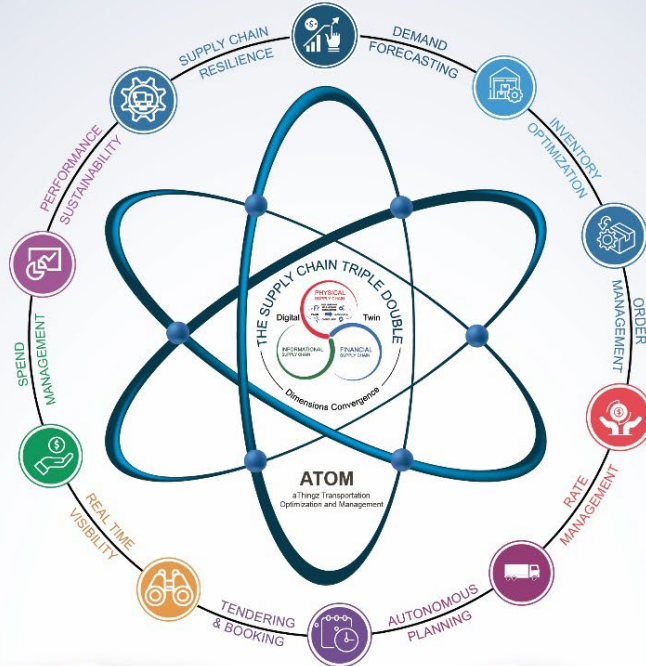 SUPPLY CHAIN
RESILIENCE
DEMAND
FORECASTING
INVENTORY
OPTIMIZATION
ORDER
MANAGEMENT
RATE
MANAGEMENT
AUTONOMOUS
PLANNING
TENDERING
& BOOKING
REAL TIME
VISIBILITY
SPEND
MANAGEMENT
PERFORMANCE
SUSTAINABILITY
THE SUPPLY CHAIN TRIPLE DOUBLE
PHYSICAL
SUPPLY CHAIN
Digital Twin
INFORMATIONAL
SUPPLY CHAIN
FINANCIAL
SUPPLY CHAIN
Dimensions Convergence
ATOM
aThingz Transportation
Optimization and Management